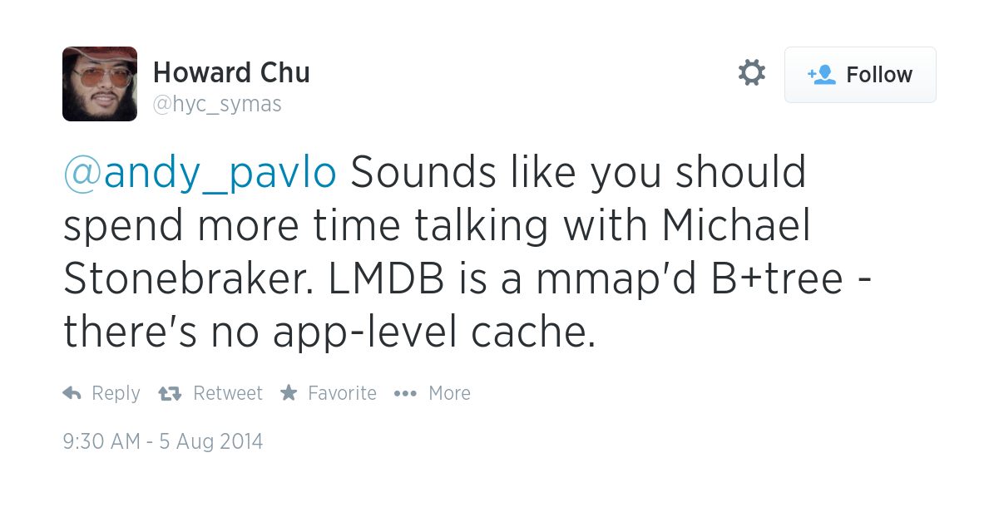 Howard Chu
@hyc_symas
Follow
@andy_pavlo Sounds like you should
spend more time talking with Michael
Stonebraker. LMDB is a mmap'd B+tree -
there's no app-level cache.
Reply Retweet Favorite More
9:30 AM - 5 Aug 2014